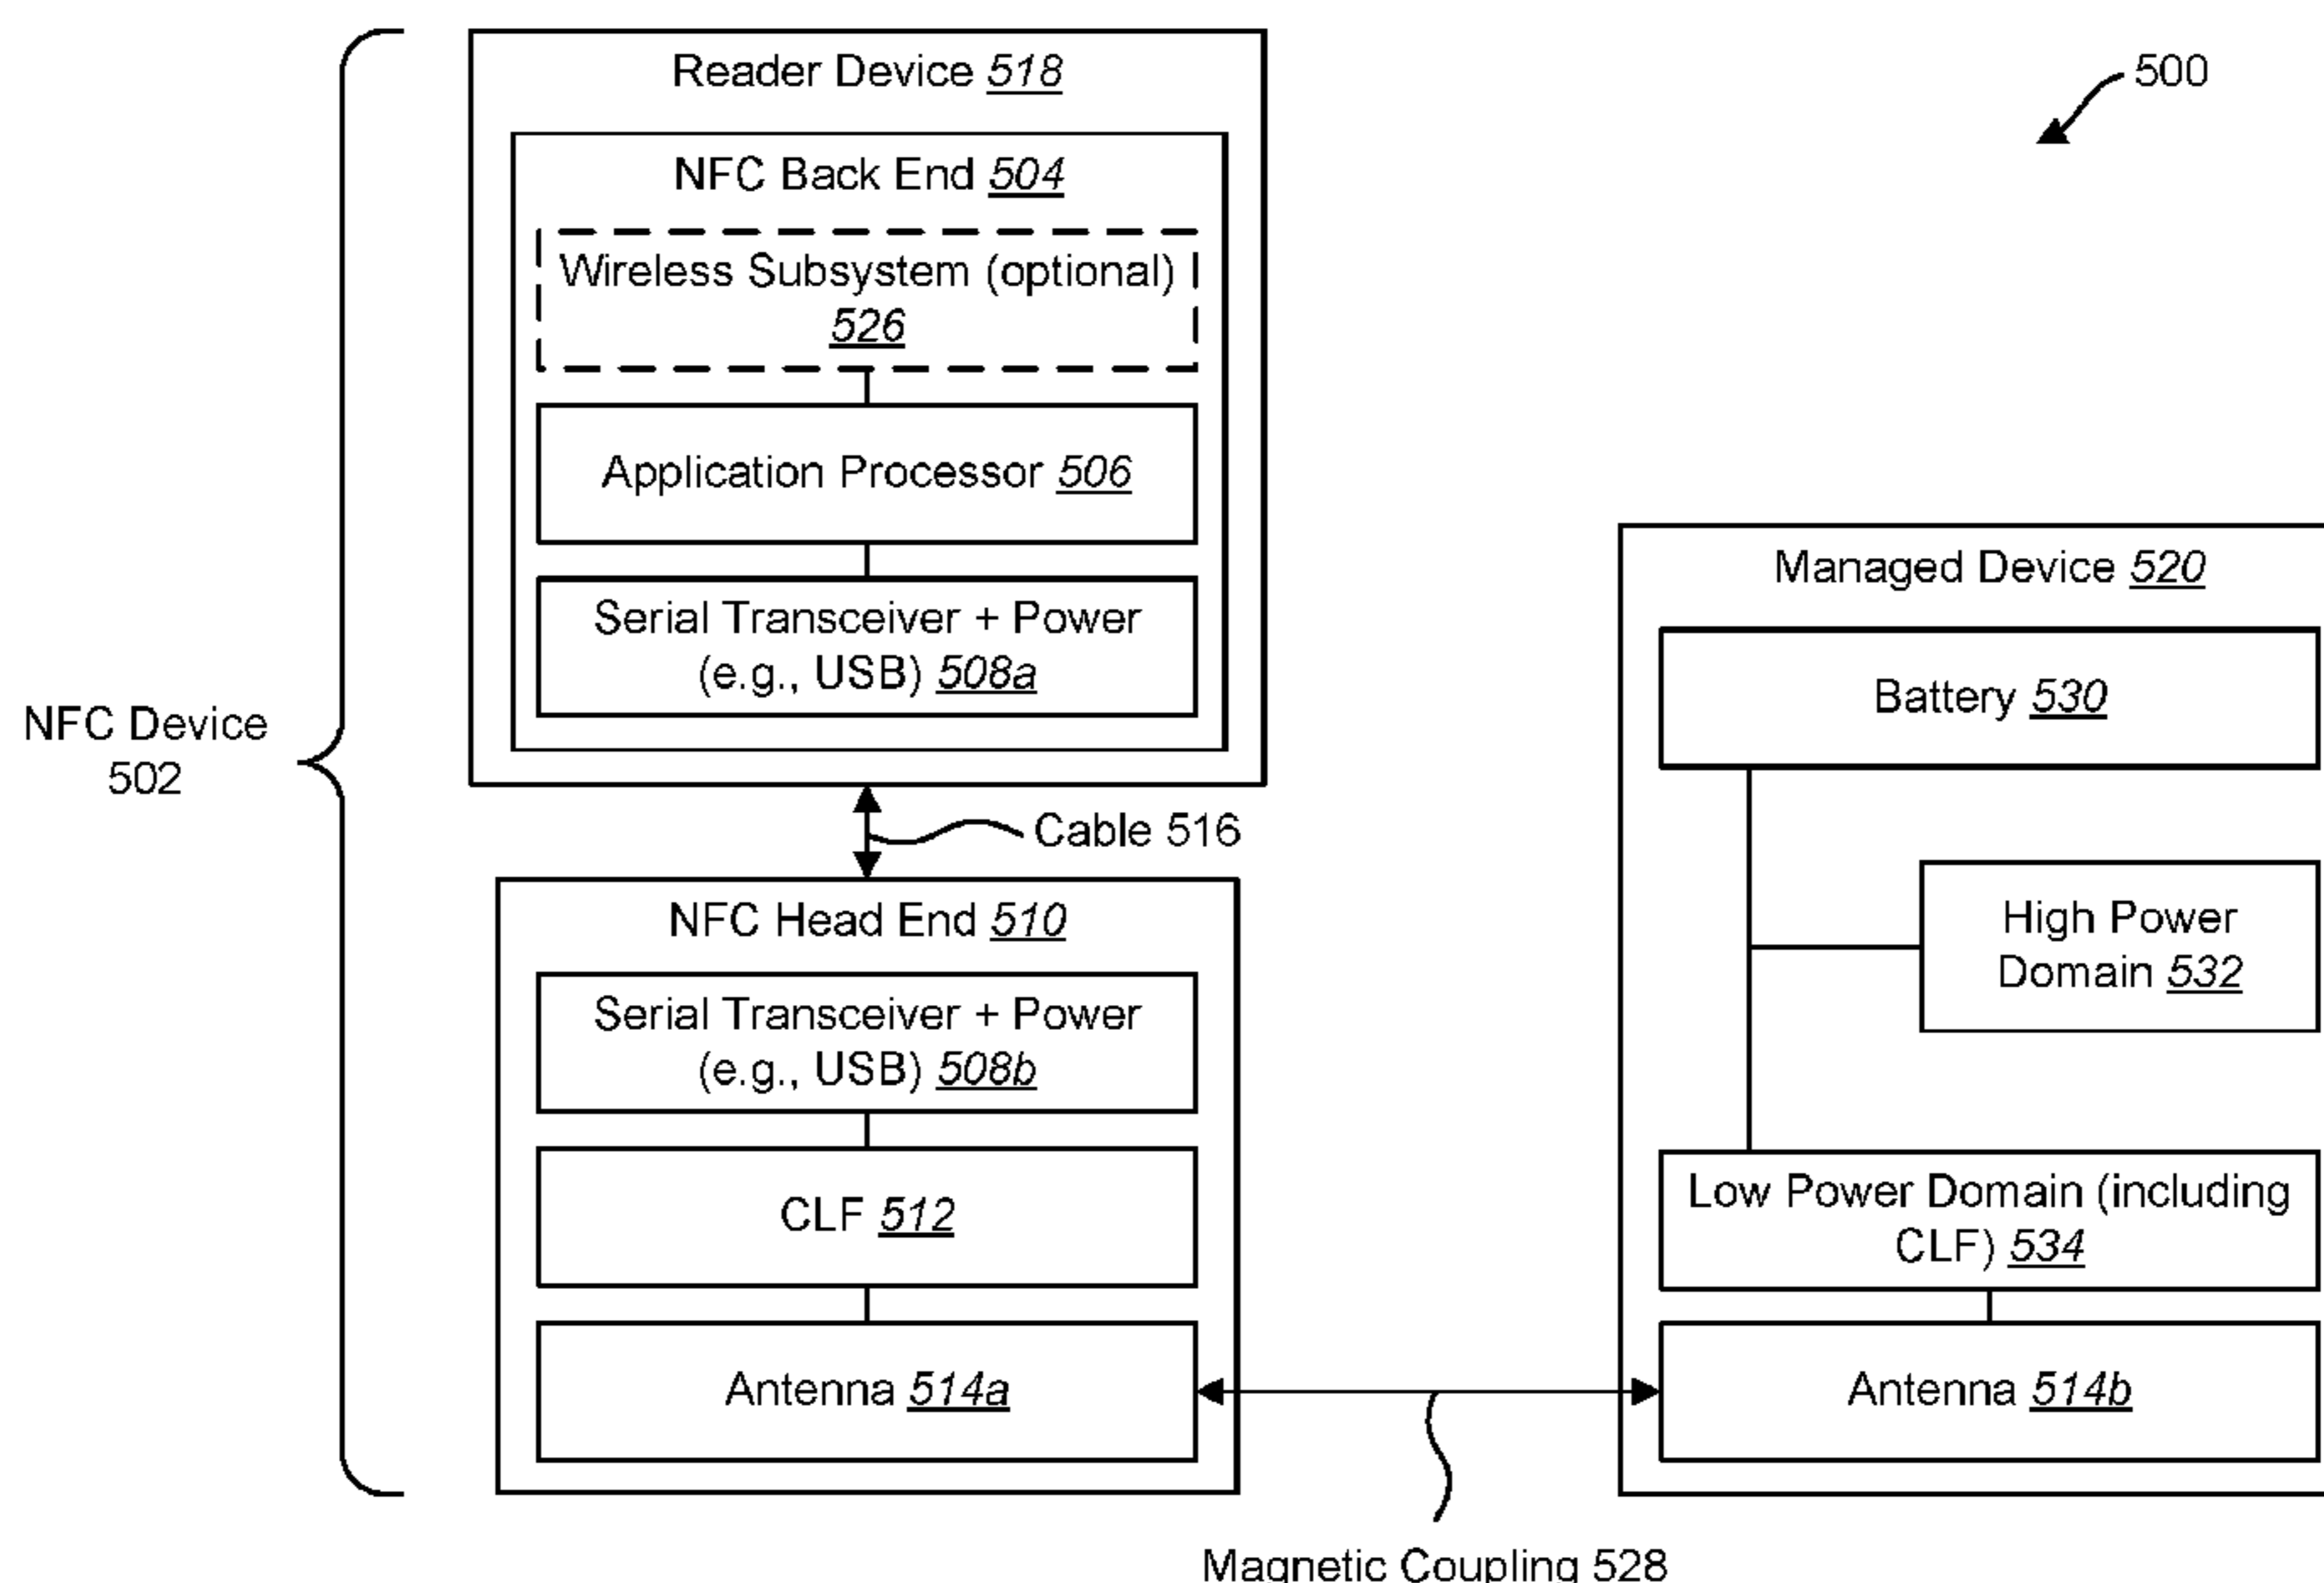 Reader Device 518
500
NFC Back End 504
Wireless Subsystem (optional)
526
Application Processor 506
Serial Transceiver + Power
(e.g., USB) 508a
NFC Device
502
Cable 516
NFC Head End 510
Serial Transceiver + Power
(e.g., USB) 508b
CLF 512
Antenna 514a
Managed Device 520
Battery 530
High Power
Domain 532
Low Power Domain (including
CLF) 534
Antenna 514b
Magnetic Coupling 528